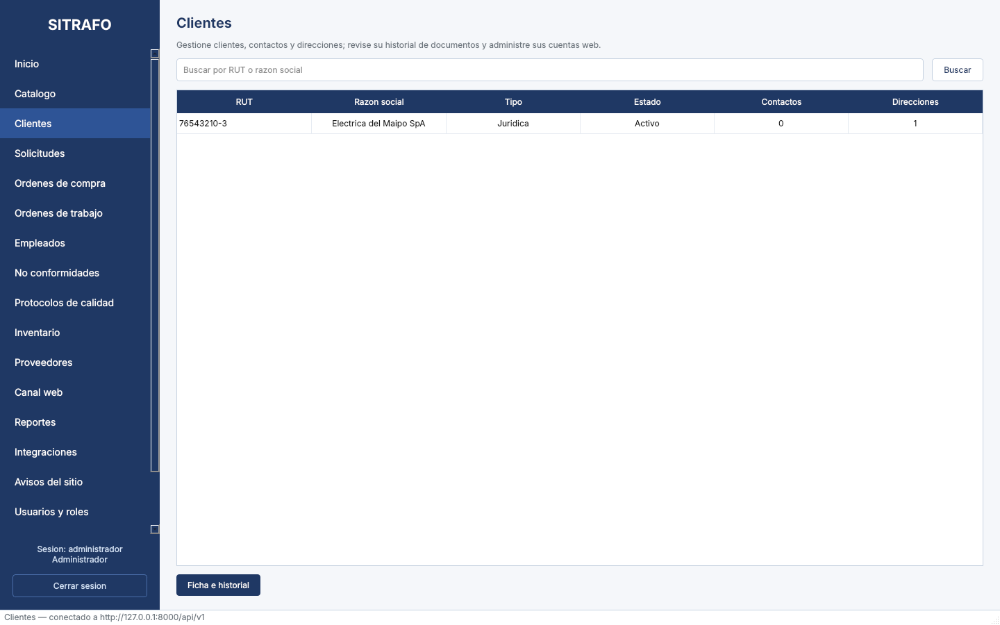 SITRAFO
Inicio
Catalogo
Clientes
Solicitudes
Ordenes de compra
Ordenes de trabajo
Empleados
No conformidades
Protocolos de calidad
Inventario
Proveedores
Canal web
Reportes
Integraciones
Avisos del sitio
Usuarios y roles
Sesion: administrador
Administrador
Cerrar sesion
Clientes
Gestione clientes, contactos y direcciones; revise su historial de documentos y administre sus cuentas web.
Buscar por RUT o razon social
Buscar
RUT Razon social Tipo Estado Contactos Direcciones
76543210-3 Electrica del Maipo SpA Juridica Activo 0 1
Ficha e historial
Clientes — conectado a http://127.0.0.1:8000/api/v1